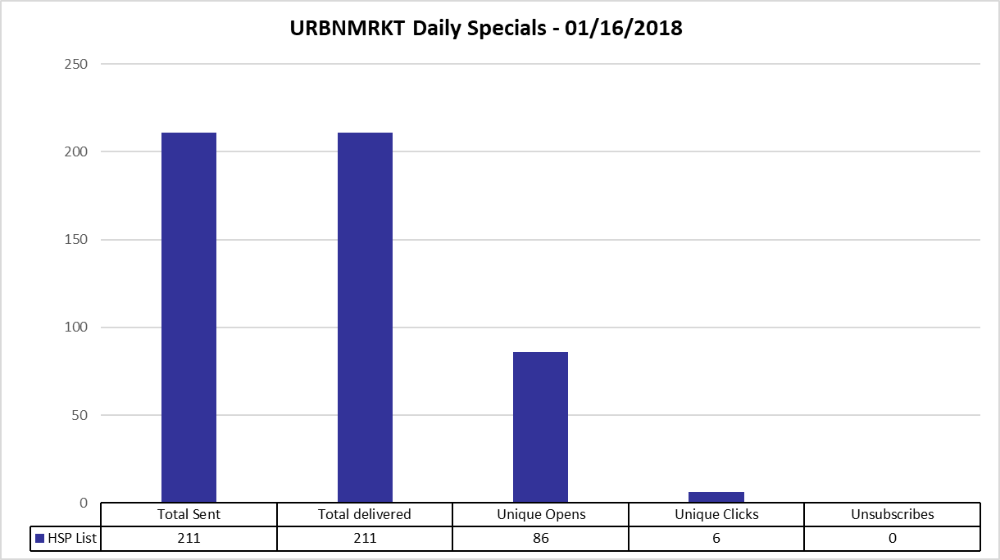 URBNMRKT Daily Specials - 01/16/2018
250
200
150
100
50
0
Total Sent Total delivered Unique Opens Unique Clicks Unsubscribes
HSP List 211 211 86 6 0